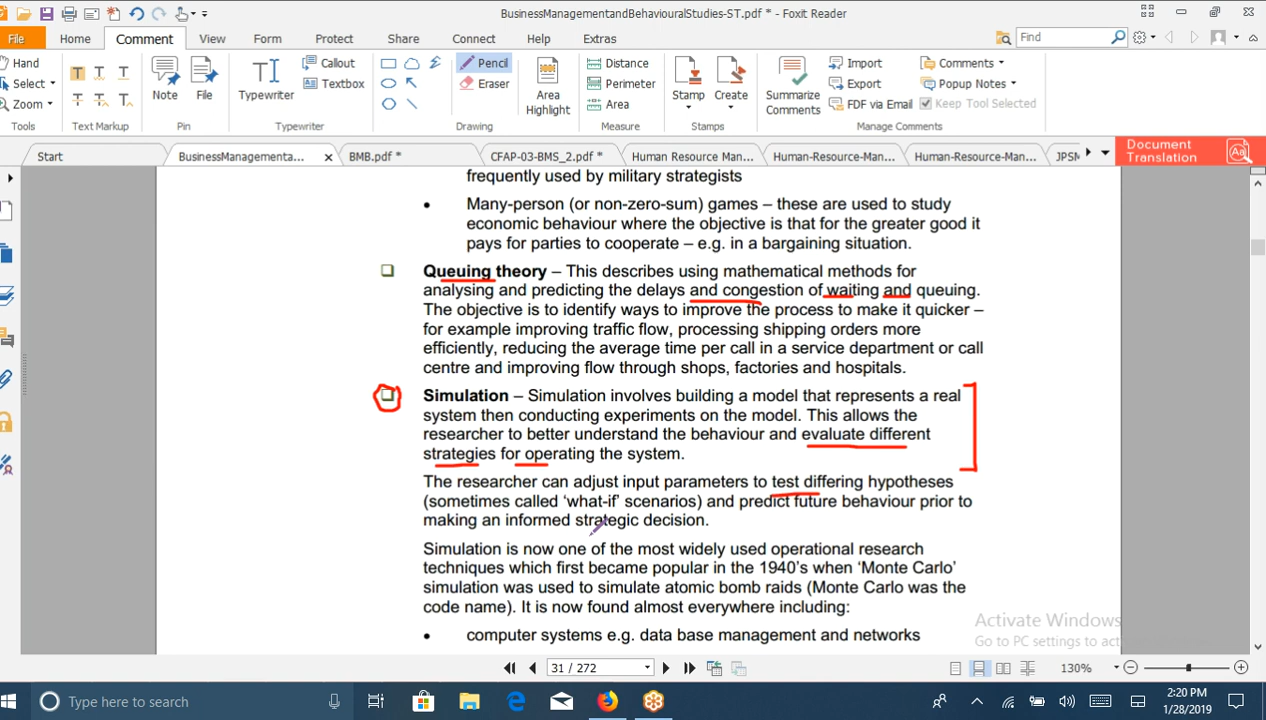 BusinessManagementandBehaviouralStudies-ST.pdf * - Foxit Reader
File Home Comment View Form Protect Share Connect Help Extras
Find
Hand
Select
Zoom
Tools
Text Markup
Note
File
Pin
Typewriter
Callout
Textbox
Typewriter
Pencil
Eraser
Area
Highlight
Drawing
Distance
Perimeter
Area
Measure
Stamp
Create
Stamps
Summarize
Comments
Import
Export
FDF via Email
Comments
Popup Notes
Keep Tool Selected
Manage Comments
Start
BusinessManagementa...
BMB.pdf *
CFAP-03-BMS_2.pdf *
Human Resource Man...
Human-Resource-Man...
Human-Resource-Man...
JPSM
Document
Translation
frequently used by military strategists
• Many-person (or non-zero-sum) games – these are used to study
economic behaviour where the objective is that for the greater good it
pays for parties to cooperate – e.g. in a bargaining situation.
❑ Queuing theory – This describes using mathematical methods for
analysing and predicting the delays and congestion of waiting and queuing.
The objective is to identify ways to improve the process to make it quicker –
for example improving traffic flow, processing shipping orders more
efficiently, reducing the average time per call in a service department or call
centre and improving flow through shops, factories and hospitals.
❑ Simulation – Simulation involves building a model that represents a real
system then conducting experiments on the model. This allows the
researcher to better understand the behaviour and evaluate different
strategies for operating the system.
The researcher can adjust input parameters to test differing hypotheses
(sometimes called ‘what-if’ scenarios) and predict future behaviour prior to
making an informed strategic decision.
Simulation is now one of the most widely used operational research
techniques which first became popular in the 1940’s when ‘Monte Carlo’
simulation was used to simulate atomic bomb raids (Monte Carlo was the
code name). It is now found almost everywhere including:
• computer systems e.g. data base management and networks
Activate Windows
Go to PC settings to act
31 / 272
130%
Type here to search
2:20 PM
1/28/2019